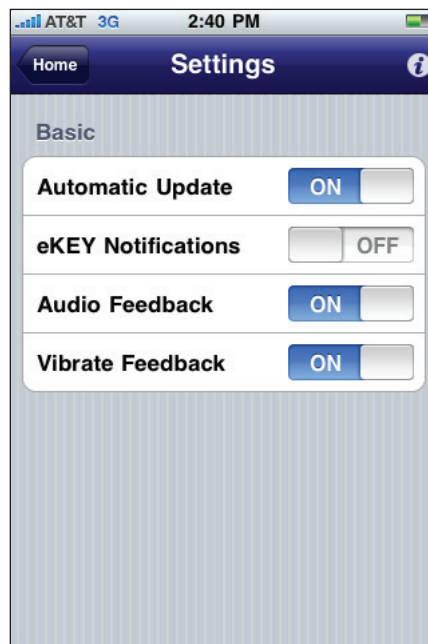 AT&T 3G 2:40 PM
Home Settings i
Basic
Automatic Update ON
eKEY Notifications OFF
Audio Feedback ON
Vibrate Feedback ON